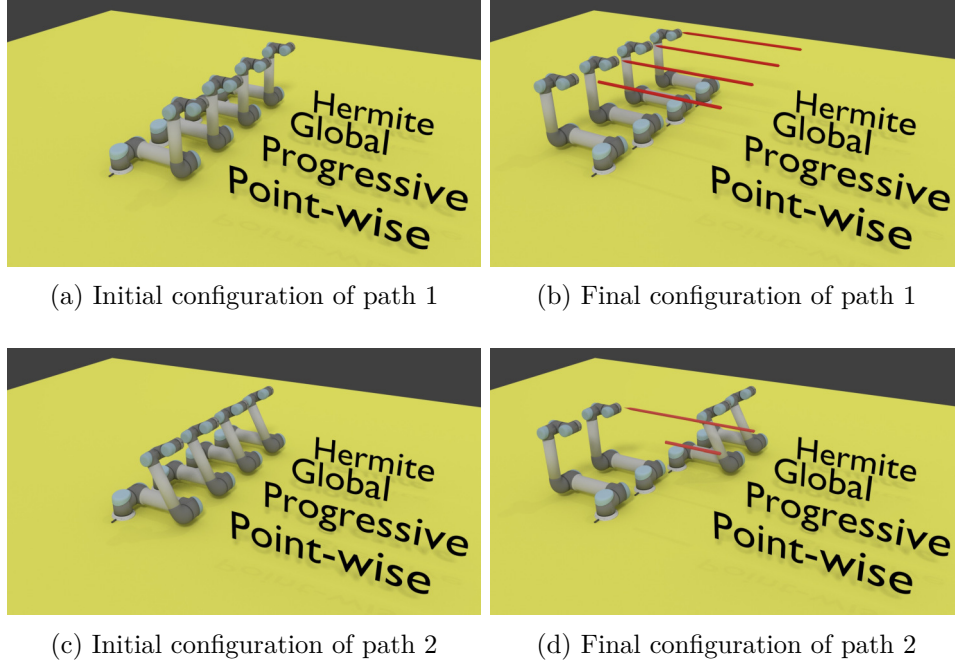 Hermite
Global
Progressive
Point-wise
Hermite
Global
Progressive
Point-wise
(a) Initial configuration of path 1
(b) Final configuration of path 1
Hermite
Global
Progressive
Point-wise
Hermite
Global
Progressive
Point-wise
(c) Initial configuration of path 2
(d) Final configuration of path 2